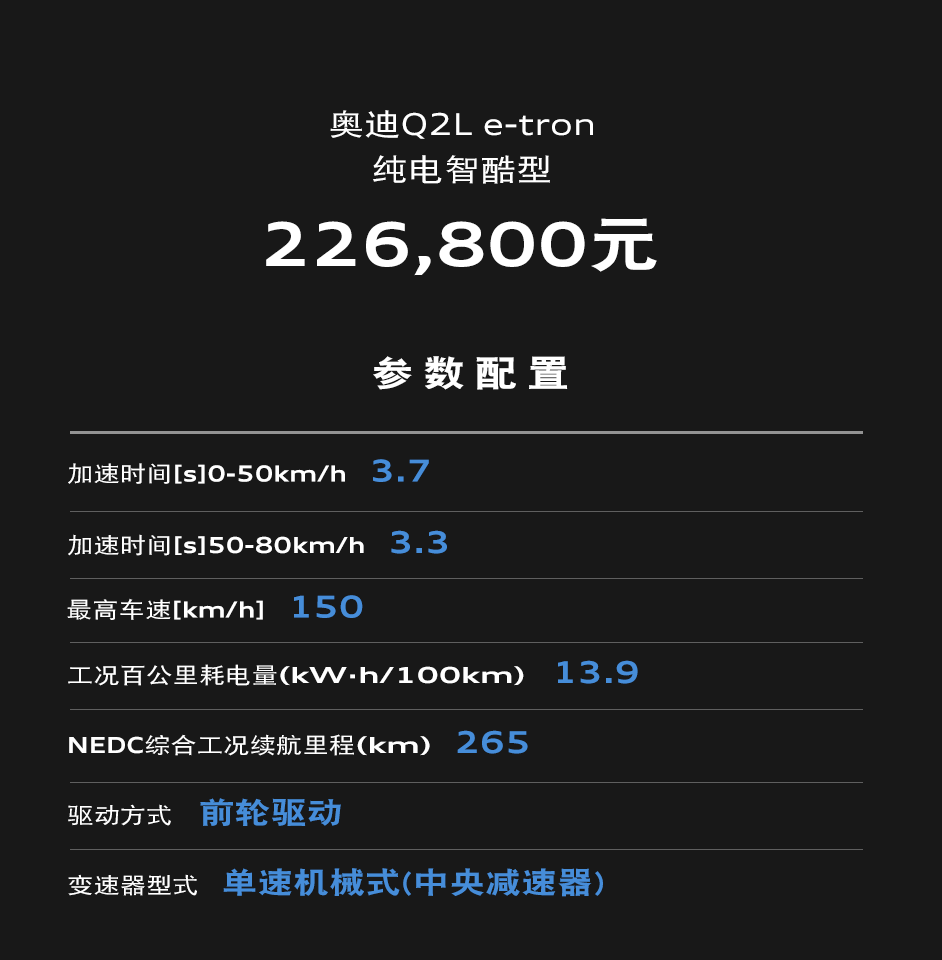 奥迪Q2L e-tron
纯电智酷型
226,800元
参数配置
加速时间[s]0-50km/h 3.7
加速时间[s]50-80km/h 3.3
最高车速[km/h] 150
工况百公里耗电量(kW·h/100km) 13.9
NEDC综合工况续航里程(km) 265
驱动方式 前轮驱动
变速器型式 单速机械式(中央减速器)